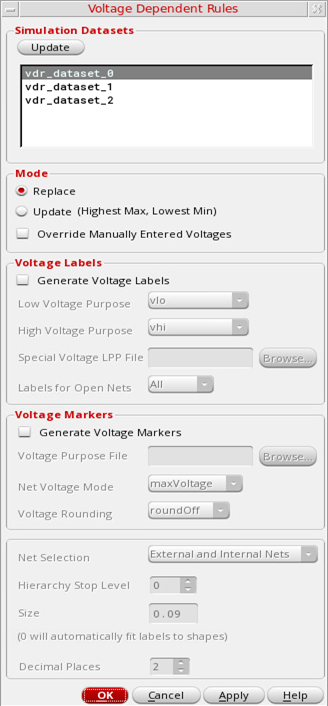 Voltage Dependent Rules
Simulation Datasets
Update
vdr_dataset_0
vdr_dataset_1
vdr_dataset_2
Mode
Replace
Update (Highest Max, Lowest Min)
Override Manually Entered Voltages
Voltage Labels
Generate Voltage Labels
Low Voltage Purpose vlo
High Voltage Purpose vhi
Special Voltage LPP File Browse...
Labels for Open Nets All
Voltage Markers
Generate Voltage Markers
Voltage Purpose File Browse...
Net Voltage Mode maxVoltage
Voltage Rounding roundOff
Net Selection External and Internal Nets
Hierarchy Stop Level 0
Size 0.09
(0 will automatically fit labels to shapes)
Decimal Places 2
OK Cancel Apply Help